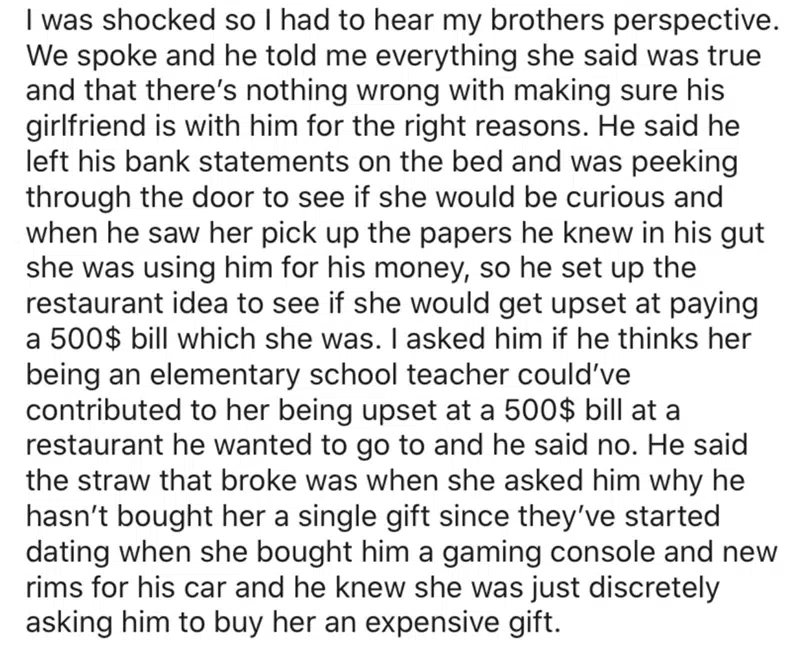 I was shocked so I had to hear my brothers perspective.
We spoke and he told me everything she said was true
and that there’s nothing wrong with making sure his
girlfriend is with him for the right reasons. He said he
left his bank statements on the bed and was peeking
through the door to see if she would be curious and
when he saw her pick up the papers he knew in his gut
she was using him for his money, so he set up the
restaurant idea to see if she would get upset at paying
a 500$ bill which she was. I asked him if he thinks her
being an elementary school teacher could’ve
contributed to her being upset at a 500$ bill at a
restaurant he wanted to go to and he said no. He said
the straw that broke was when she asked him why he
hasn’t bought her a single gift since they’ve started
dating when she bought him a gaming console and new
rims for his car and he knew she was just discretely
asking him to buy her an expensive gift.